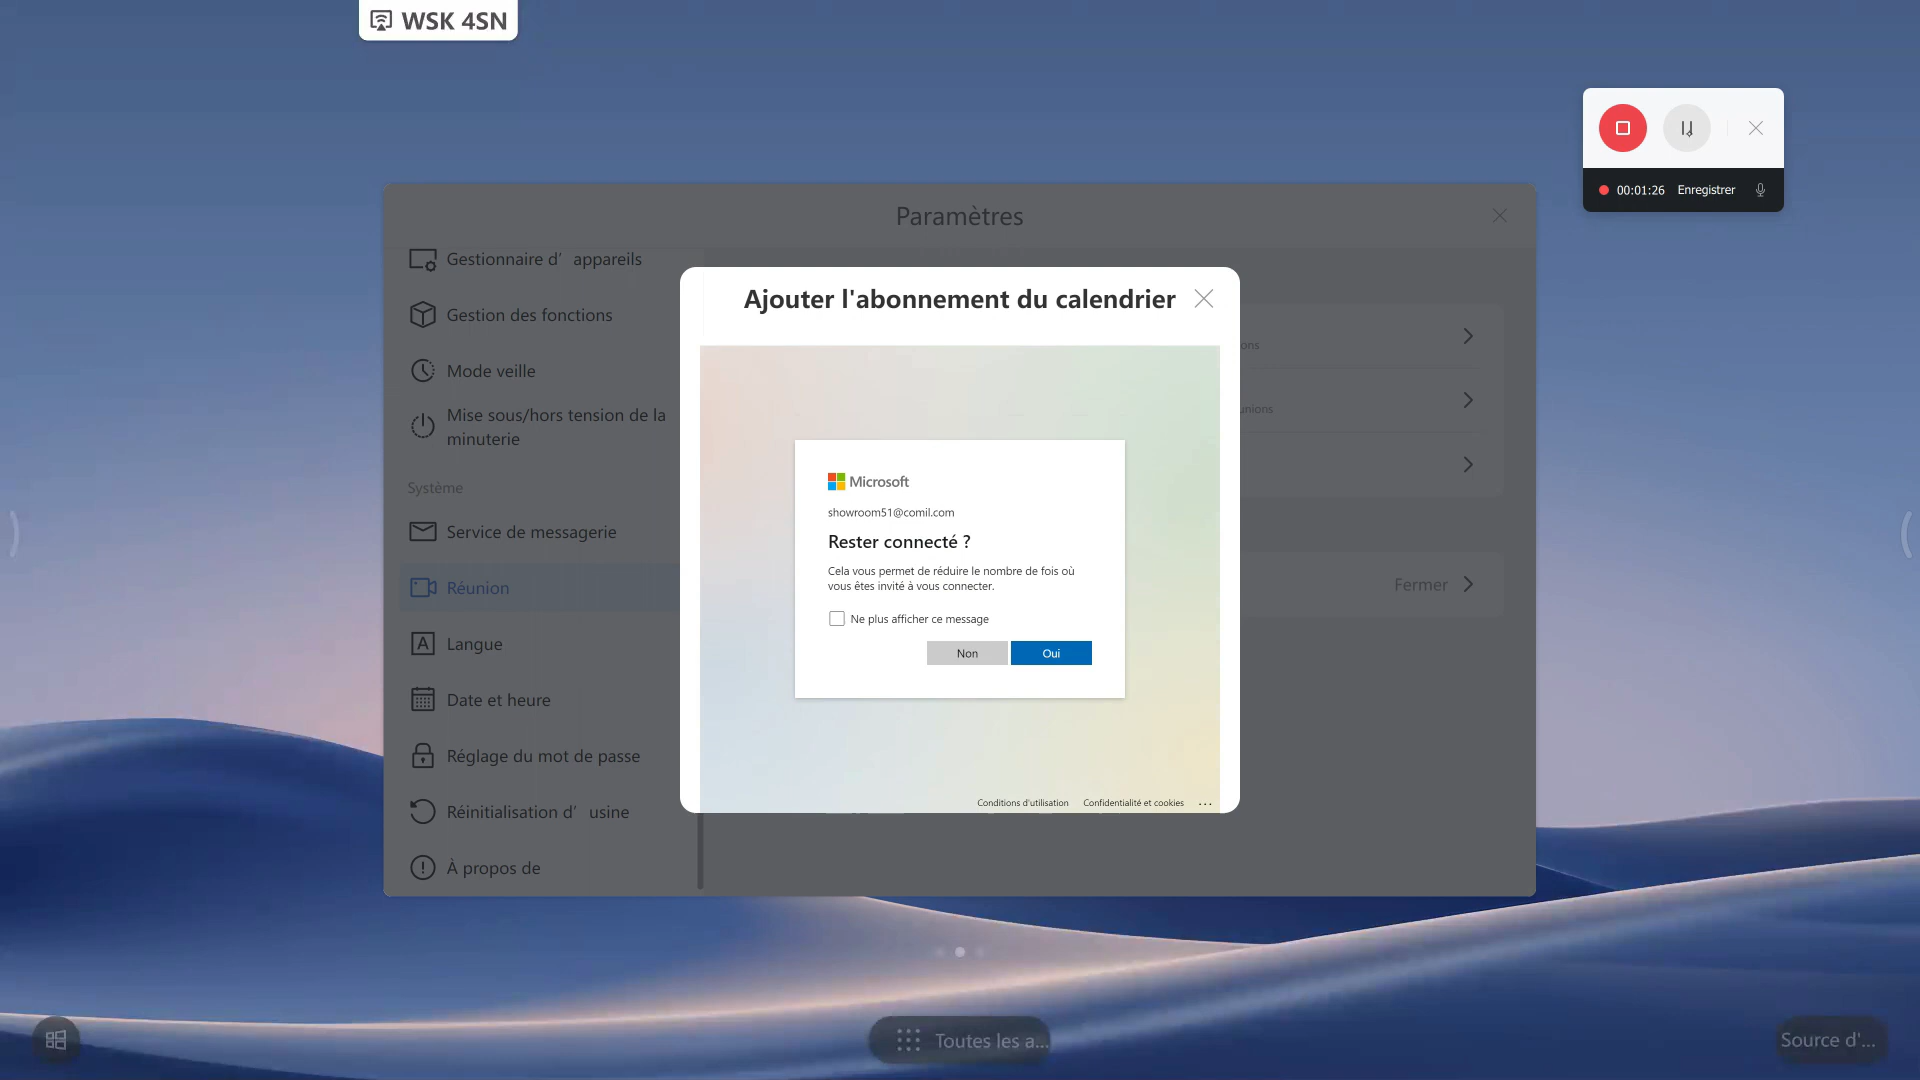 WSK 4SN
00:01:26 Enregistrer
Paramètres
Gestionnaire d’ appareils
Gestion des fonctions
Mode veille
Mise sous/hors tension de la
minuterie
Système
Service de messagerie
Réunion
Langue
Date et heure
Réglage du mot de passe
Réinitialisation d’ usine
À propos de
Ajouter l'abonnement du calendrier
Microsoft
showroom51@comil.com
Rester connecté ?
Cela vous permet de réduire le nombre de fois où
vous êtes invité à vous connecter.
Ne plus afficher ce message
Non Oui
Conditions d'utilisation Confidentialité et cookies ...
ons
unions
Fermer
Toutes les a...
Source d'...